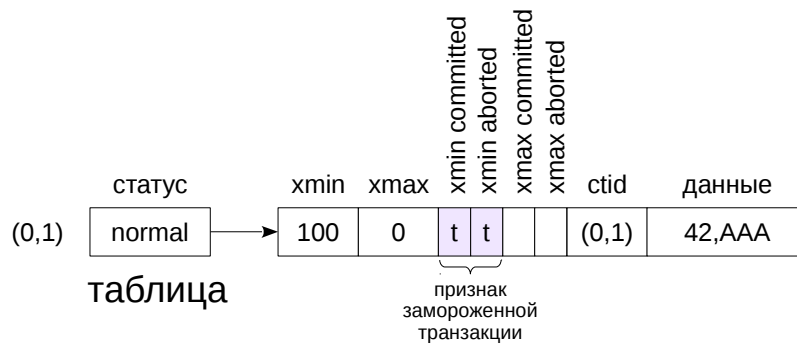 xmin committed
xmin aborted
xmax committed
xmax aborted
статус
xmin
xmax
ctid
данные
(0,1)
normal
100
0
t
t
(0,1)
42,AAA
таблица
признак
замороженной
транзакции